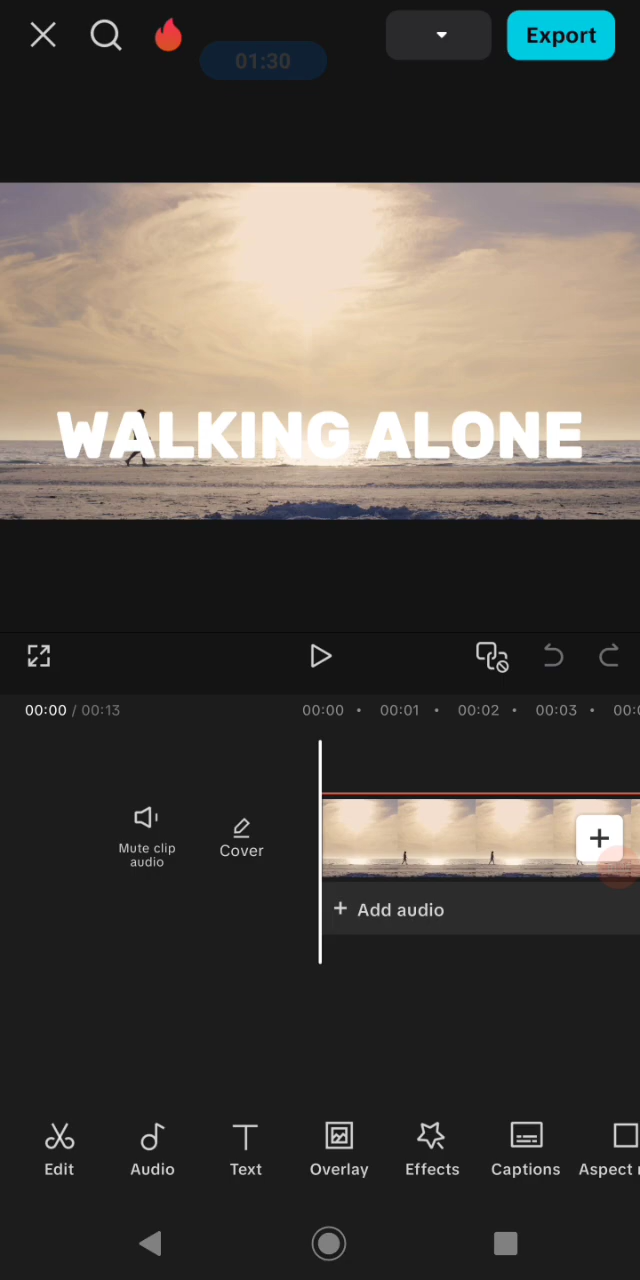 01:30
Export
WALKING ALONE
00:00 / 00:13
00:00 • 00:01 • 00:02 • 00:03 •
Mute clip
audio
Cover
+ Add audio
Edit
Audio
Text
Overlay
Effects
Captions
Aspect